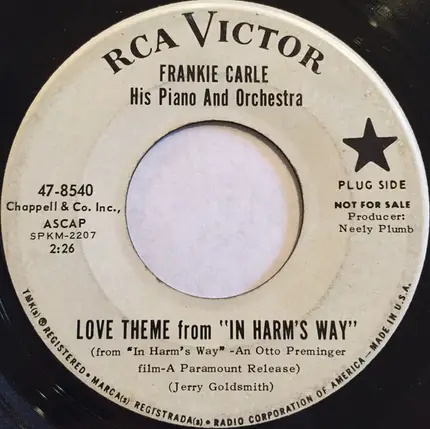 RCA VICTOR
FRANKIE CARLE
His Piano And Orchestra
47-8540
Chappell & Co. Inc.,
ASCAP
SPKM-2207
2:26
PLUG SIDE
NOT FOR SALE
Producer:
Neely Plumb
LOVE THEME from "IN HARM'S WAY"
(from "In Harm's Way" -An Otto Preminger
film-A Paramount Release)
(Jerry Goldsmith)
TMK(s) ® REGISTERED • MARCA(s) REGISTRADA(s) • RADIO CORPORATION OF AMERICA—MADE IN U.S.A.